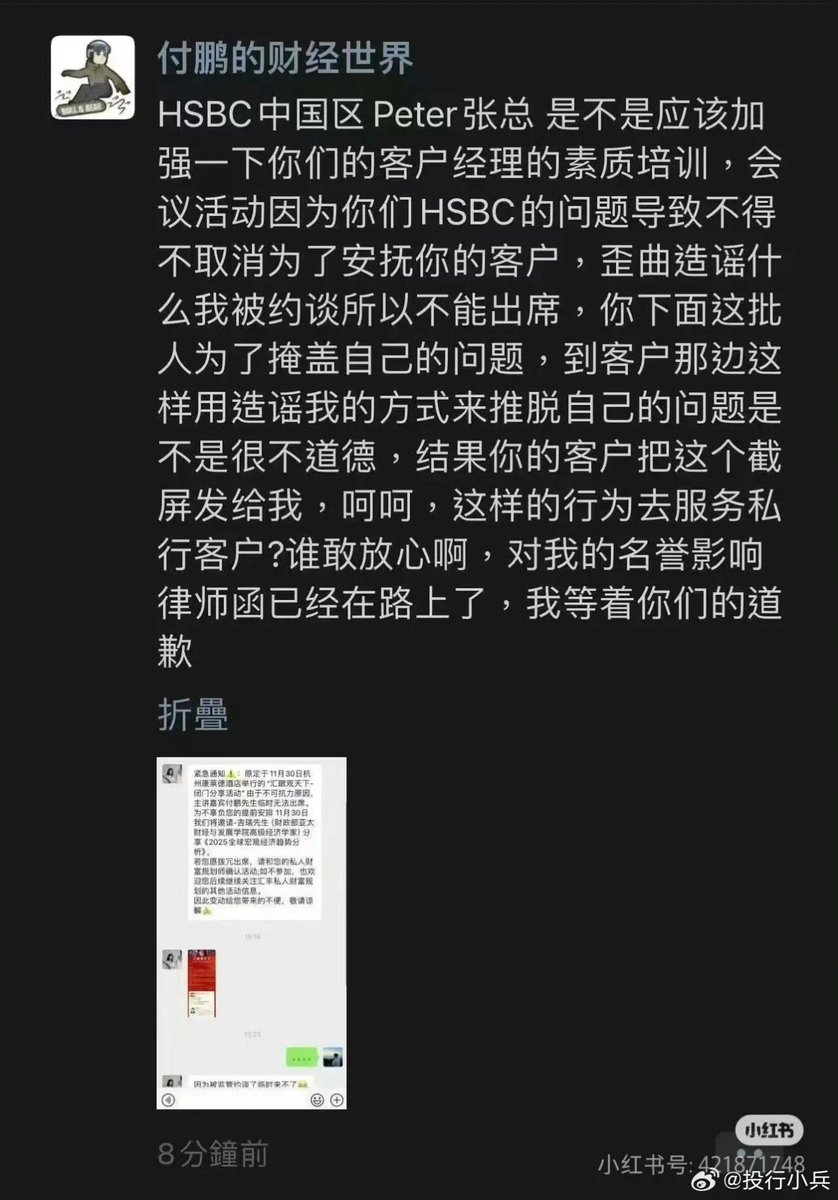 付鹏的财经世界
HSBC中国区Peter张总 是不是应该加
强一下你们的客户经理的素质培训，会
议活动因为你们HSBC的问题导致不得
不取消为了安抚你的客户，歪曲造谣什
么我被约谈所以不能出席，你下面这批
人为了掩盖自己的问题，到客户那边这
样用造谣我的方式来推脱自己的问题是
不是很不道德，结果你的客户把这个截
屏发给我，呵呵，这样的行为去服务私
行客户?谁敢放心啊，对我的名誉影响
律师函已经在路上了，我等着你们的道
歉
折疊
紧急通知⚠️：原定于11月30日杭
州康莱德酒店举行的“汇眼观天下-
闭门分享活动”由于不可抗力原因，
主讲嘉宾付鹏先生临时无法出席。
为不辜负您的提前安排 11月30日
我们将邀请-吉瑞先生（财政部亚太
财经与发展学院高级经济学家）分
享《2025全球宏观经济趋势分
析》。
若您愿拨冗出席，请和您的私人财
富规划师确认活动;如不参加，也欢
迎您后续继续关注汇丰私人财富规
划的其他活动信息。
因此变动给您带来的不便，敬请谅
解
15:23
因为被监管约谈了临时来不了
8分鐘前
小红书
小红书号: 421871748
@投行小兵